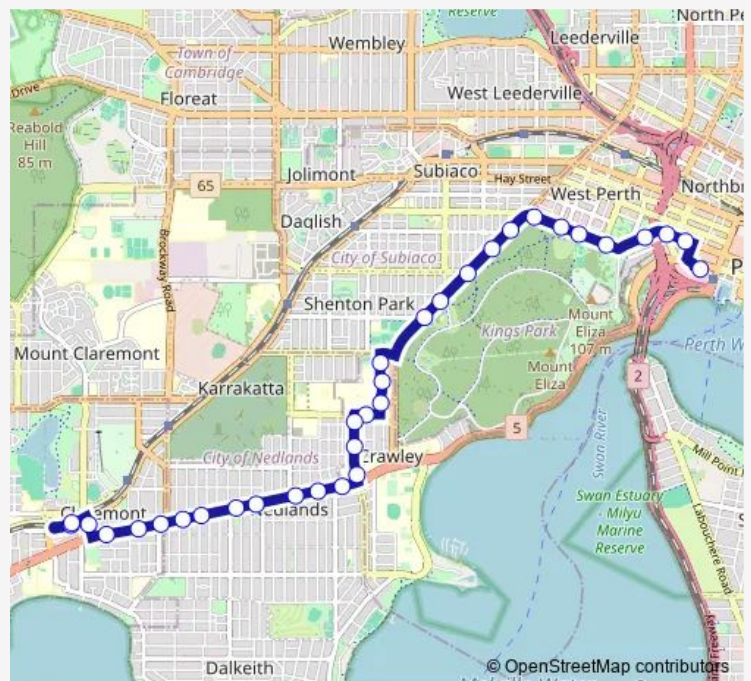 Reserve
North P
Leederville
Wembley
Town of
Cambridge
West Leederville
Drive
Floreat
Reabold
Hill
85 m
Jolimont
Subiaco
Hay Street
65
West Perth
Northb
Daglish
City of Subiaco
Brockway Road
Shenton Park
Kings Park
Mount
Eliza
107 m
Mount
Eliza
Perth W
Mount Claremont
2
Karrakatta
5
Swan River
City of Nedlands
Crawley
Mill Point
Swan Estuary
- Milyu
Marine
Reserve
Labouchere Road
Claremont
Nedlands
Freeway
Dalkeith
© OpenStreetMap contributors